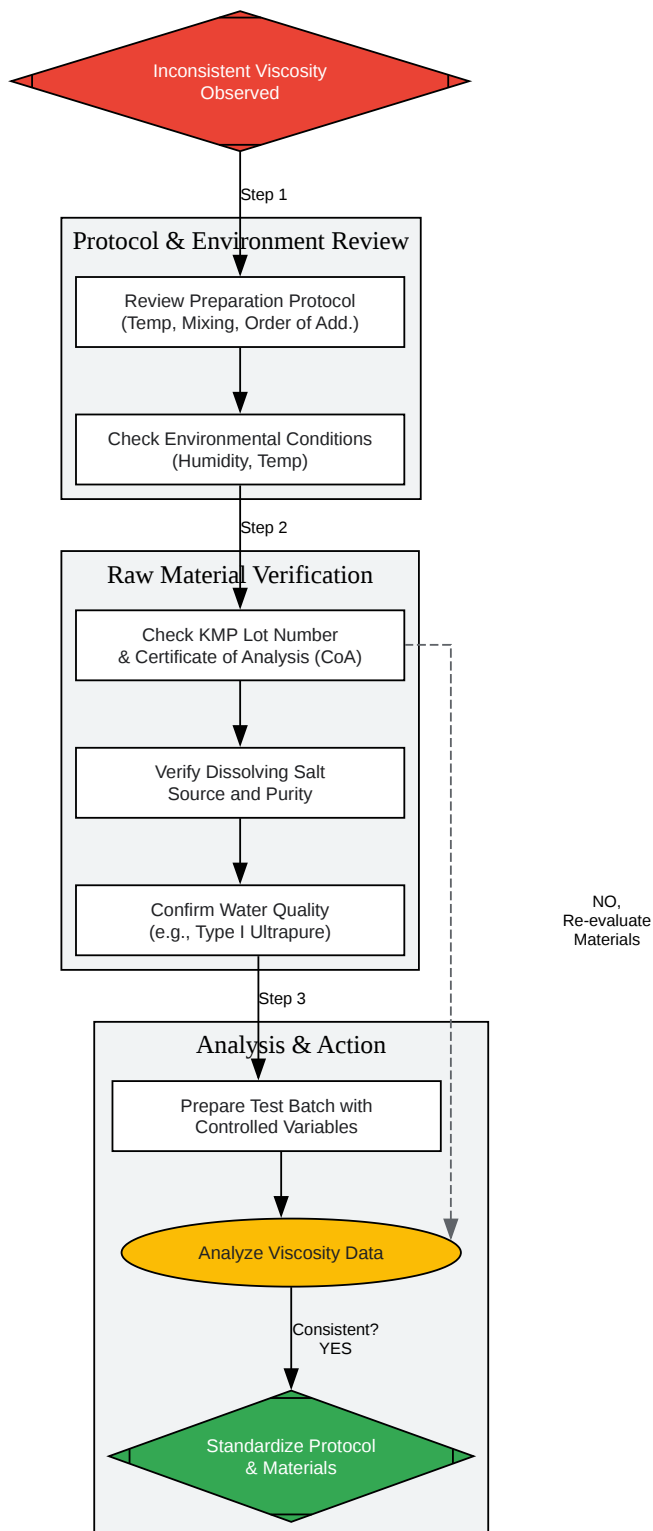 Inconsistent Viscosity
Observed
Step 1
Protocol & Environment Review
Review Preparation Protocol
(Temp, Mixing, Order of Add.)
Check Environmental Conditions
(Humidity, Temp)
Step 2
Raw Material Verification
Check KMP Lot Number
& Certificate of Analysis (CoA)
Verify Dissolving Salt
Source and Purity
Confirm Water Quality
(e.g., Type I Ultrapure)
NO,
Re-evaluate
Materials
Step 3
Analysis & Action
Prepare Test Batch with
Controlled Variables
Analyze Viscosity Data
Consistent?
YES
Standardize Protocol
& Materials